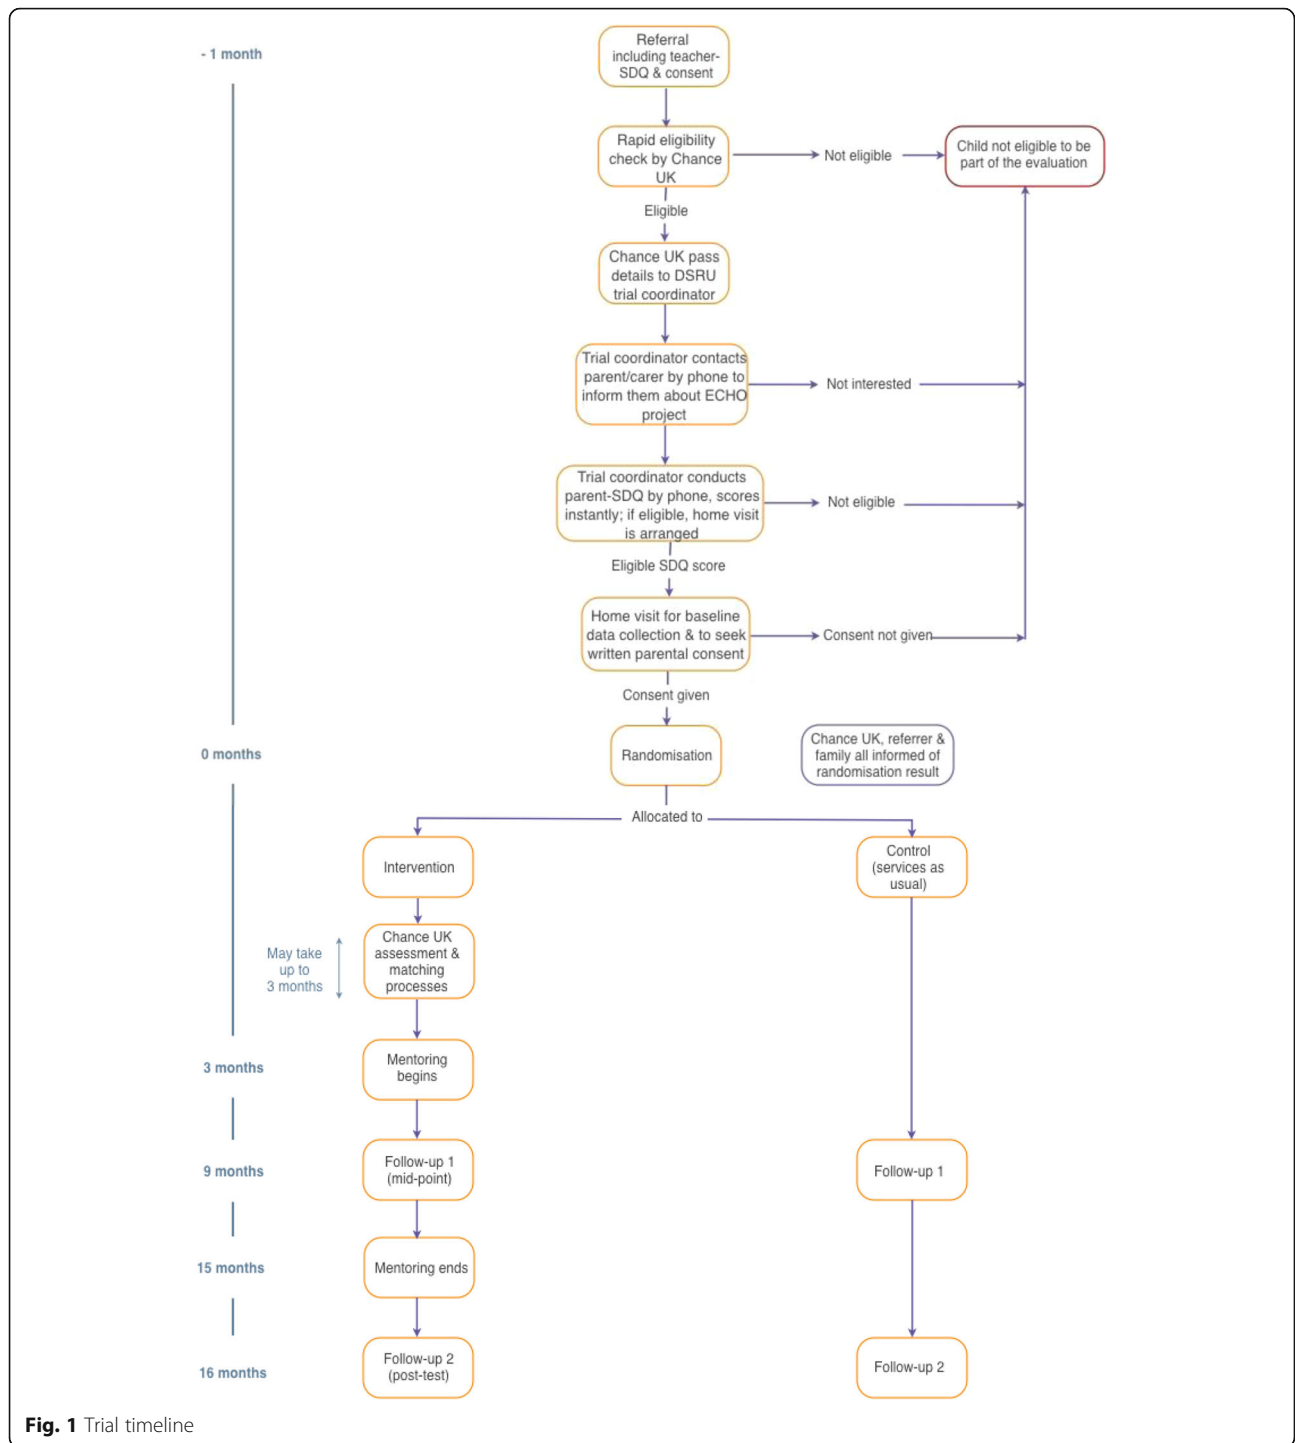 - 1 month
Referral
including teacher-
SDQ & consent
Rapid eligibility
check by Chance
UK
Not eligible
Child not eligible to be
part of the evaluation
Eligible
Chance UK pass
details to DSRU
trial coordinator
Trial coordinator contacts
parent/carer by phone to
inform them about ECHO
project
Not interested
Trial coordinator conducts
parent-SDQ by phone, scores
instantly; if eligible, home visit
is arranged
Not eligible
Eligible SDQ score
Home visit for baseline
data collection & to seek
written parental consent
Consent not given
Consent given
0 months
Randomisation
Chance UK, referrer &
family all informed of
randomisation result
Allocated to
Intervention
Control
(services as
usual)
May take
up to
3 months
Chance UK
assessment &
matching
processes
3 months
Mentoring
begins
9 months
Follow-up 1
(mid-point)
Follow-up 1
15 months
Mentoring ends
16 months
Follow-up 2
(post-test)
Follow-up 2
Fig. 1 Trial timeline